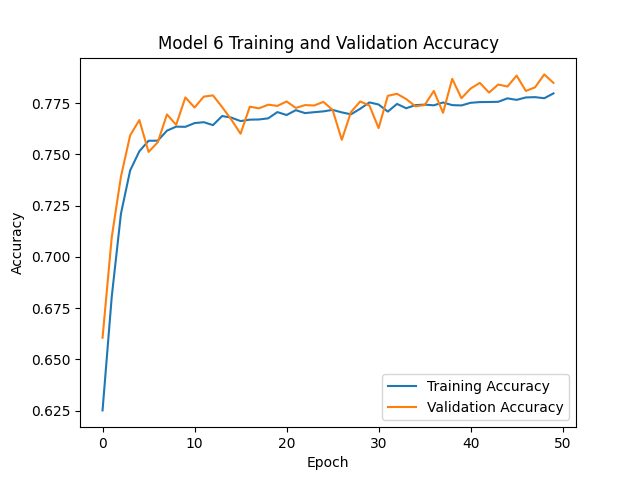 Model 6 Training and Validation Accuracy
0.775
0.750
0.725
0.700
0.675
0.650
0.625
Accuracy
Training Accuracy
Validation Accuracy
0 10 20 30 40 50
Epoch